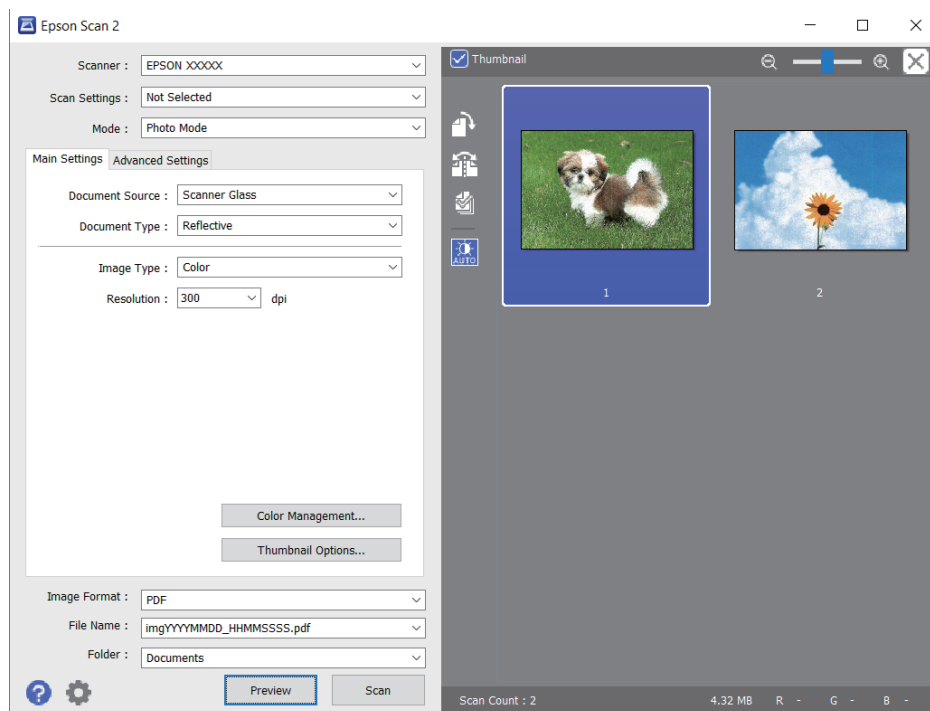 Epson Scan 2
Scanner : EPSON XXXXX
Scan Settings : Not Selected
Mode : Photo Mode
Main Settings Advanced Settings
Document Source : Scanner Glass
Document Type : Reflective
Image Type : Color
Resolution : 300 dpi
Color Management...
Thumbnail Options...
Image Format : PDF
File Name : imgYYYYMMDD_HHMMSSSS.pdf
Folder : Documents
? Preview Scan
Thumbnail
AUTO
1 2
Scan Count : 2 4.32 MB R - G - B -